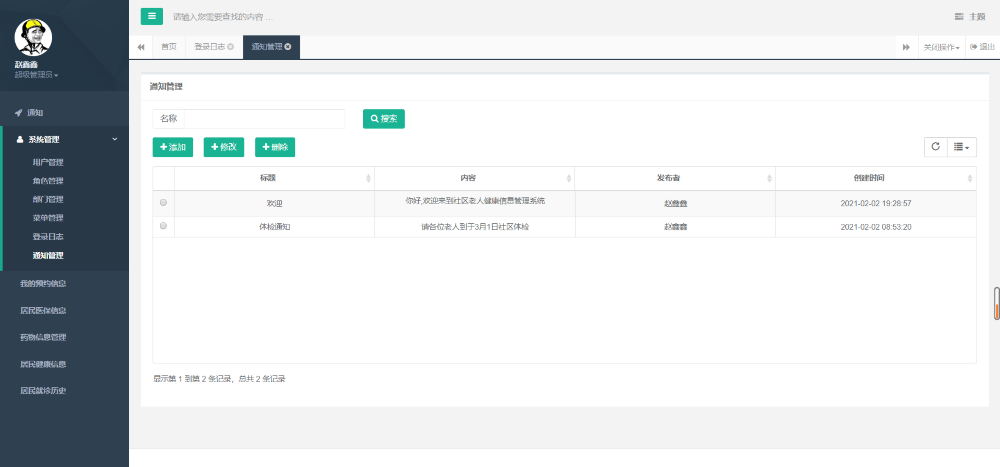 赵鑫鑫
超级管理员
通知
系统管理
用户管理
角色管理
部门管理
菜单管理
登录日志
通知管理
我的预约信息
居民医保信息
药物信息管理
居民健康信息
居民就诊历史
请输入您需要查找的内容 …
主题
首页
登录日志
通知管理
关闭操作
退出
通知管理
名称
搜索
添加
修改
删除
标题 内容 发布者 创建时间
欢迎 你好,欢迎来到社区老人健康信息管理系统 赵鑫鑫 2021-02-02 19:28:57
体检通知 请各位老人到于3月1日社区体检 赵鑫鑫 2021-02-02 08:53:20
显示第 1 到第 2 条记录，总共 2 条记录